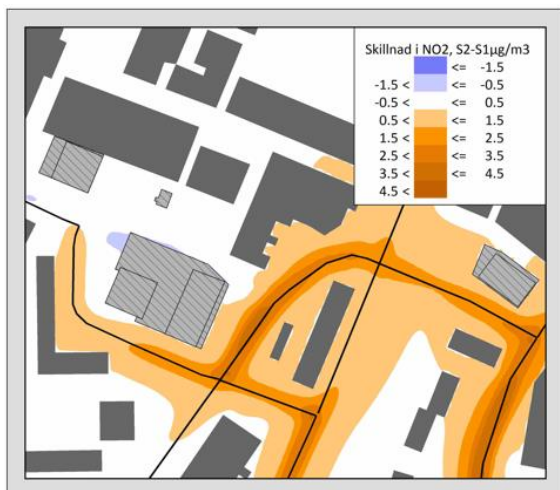 Skillnad i NO2, S2-S1µg/m3
<= -1.5
-1.5 < <= -0.5
-0.5 < <= 0.5
0.5 < <= 1.5
1.5 < <= 2.5
2.5 < <= 3.5
3.5 < <= 4.5
4.5 <